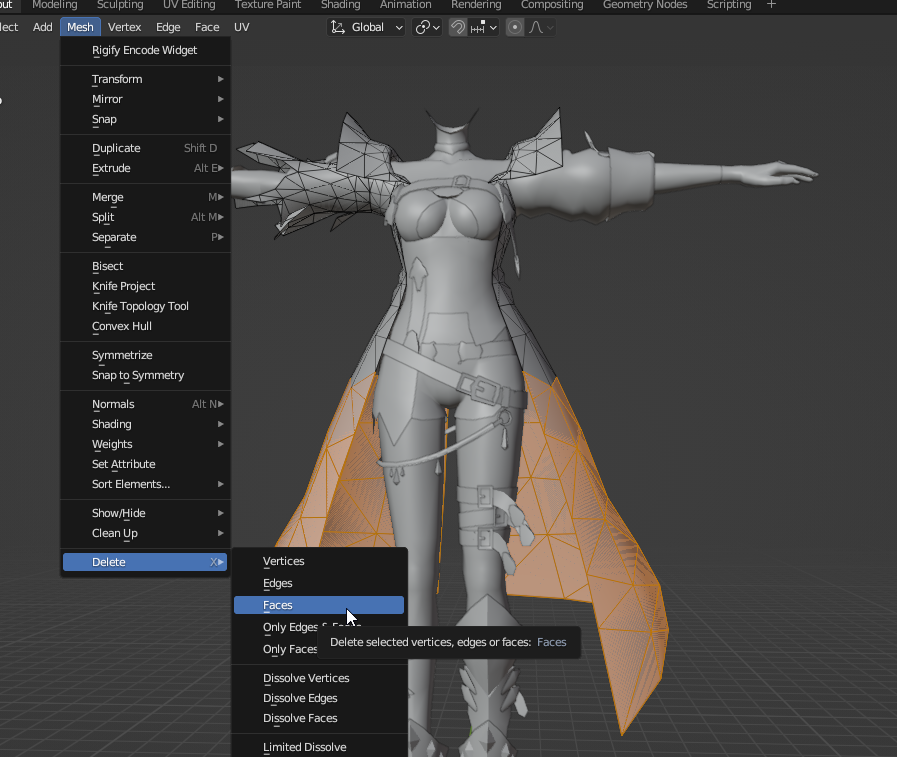 out Modeling Sculpting UV Editing Texture Paint Shading Animation Rendering Compositing Geometry Nodes Scripting +
lect Add Mesh Vertex Edge Face UV Global
Rigify Encode Widget
Transform
Mirror
Snap
Duplicate Shift D
Extrude Alt E
Merge M
Split Alt M
Separate P
Bisect
Knife Project
Knife Topology Tool
Convex Hull
Symmetrize
Snap to Symmetry
Normals Alt N
Shading
Weights
Set Attribute
Sort Elements...
Show/Hide
Clean Up
Delete X
Vertices
Edges
Faces
Only Edges &
Only Faces
Delete selected vertices, edges or faces: Faces
Dissolve Vertices
Dissolve Edges
Dissolve Faces
Limited Dissolve